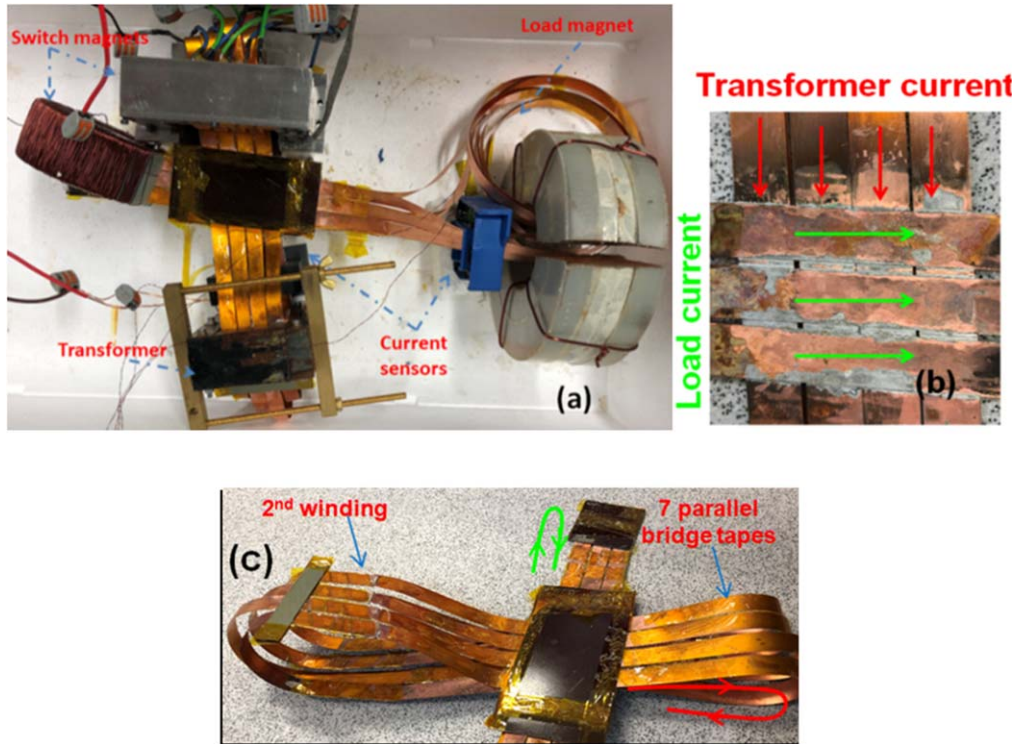 Switch magnets
Load magnet
Transformer
Current
sensors
(a)
Transformer current
Load current
(b)
2nd winding
7 parallel
bridge tapes
(c)